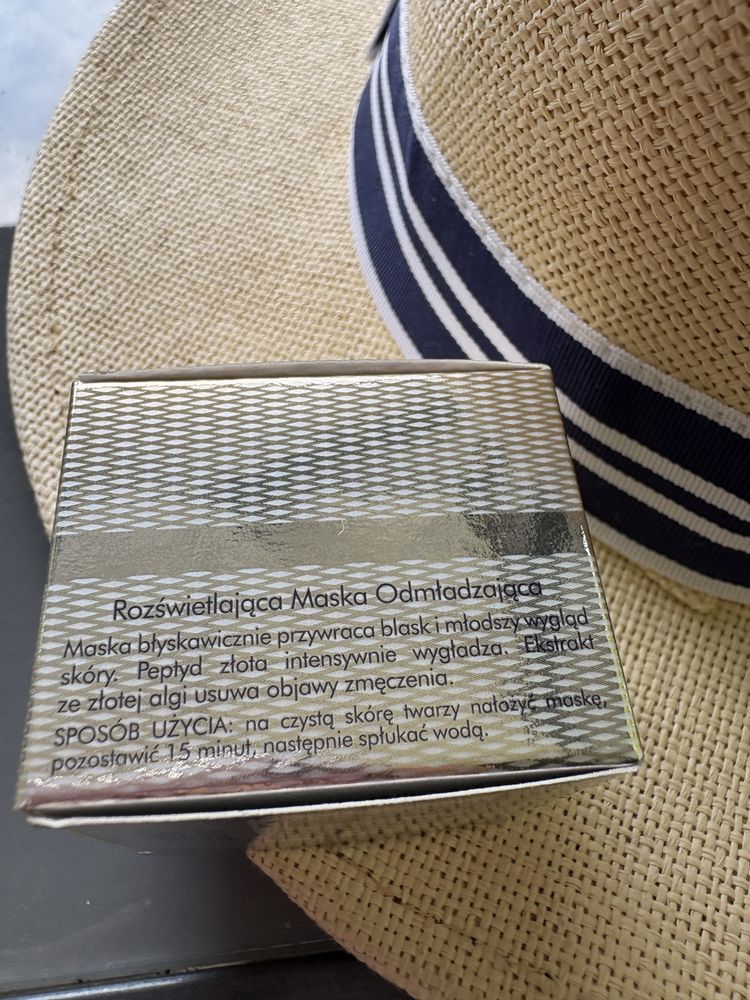 Rozświetlająca Maska Odmładzająca
Maska błyskawicznie przywraca blask i młodszy wygląd
skóry. Peptyd złota intensywnie wygładza. Ekstrakt
ze złotej algi usuwa objawy zmęczenia.
SPOSÓB UŻYCIA: na czystą skórę twarzy nałożyć maskę,
pozostawić 15 minut, następnie spłukać wodą.